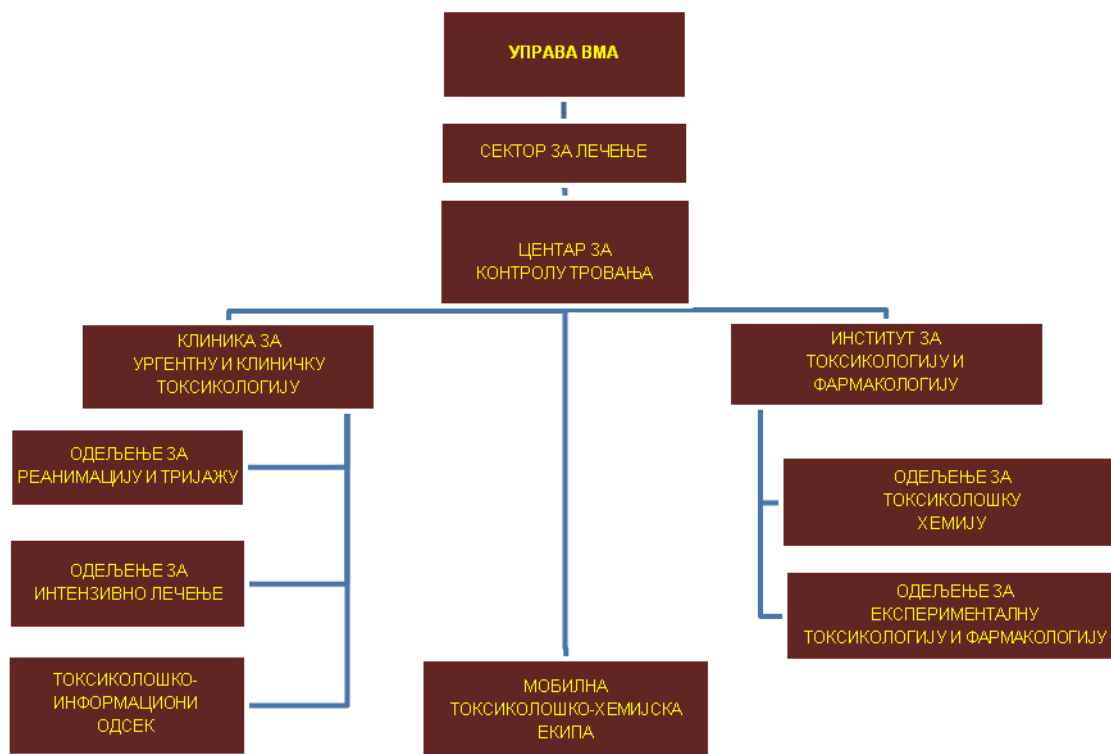 УПРАВА ВМА
СЕКТОР ЗА ЛЕЧЕЊЕ
ЦЕНТАР ЗА
КОНТРОЛУ ТРОВАЊА
КЛИНИКА ЗА
УРГЕНТНУ И КЛИНИЧКУ
ТОКСИКОЛОГИЈУ
ИНСТИТУТ ЗА
ТОКСИКОЛОГИЈУ И
ФАРМАКОЛОГИЈУ
ОДЕЉЕЊЕ ЗА
РЕАНИМАЦИЈУ И ТРИЈАЖУ
ОДЕЉЕЊЕ ЗА
ТОКСИКОЛОШКУ
ХЕМИЈУ
ОДЕЉЕЊЕ ЗА
ИНТЕНЗИВНО ЛЕЧЕЊЕ
ОДЕЉЕЊЕ ЗА
ЕКСПЕРИМЕНТАЛНУ
ТОКСИКОЛОГИЈУ И ФАРМАКОЛОГИЈУ
ТОКСИКОЛОШКО-
ИНФОРМАЦИОНИ
ОДСЕК
МОБИЛНА
ТОКСИКОЛОШКО-ХЕМИЈСКА
ЕКИПА